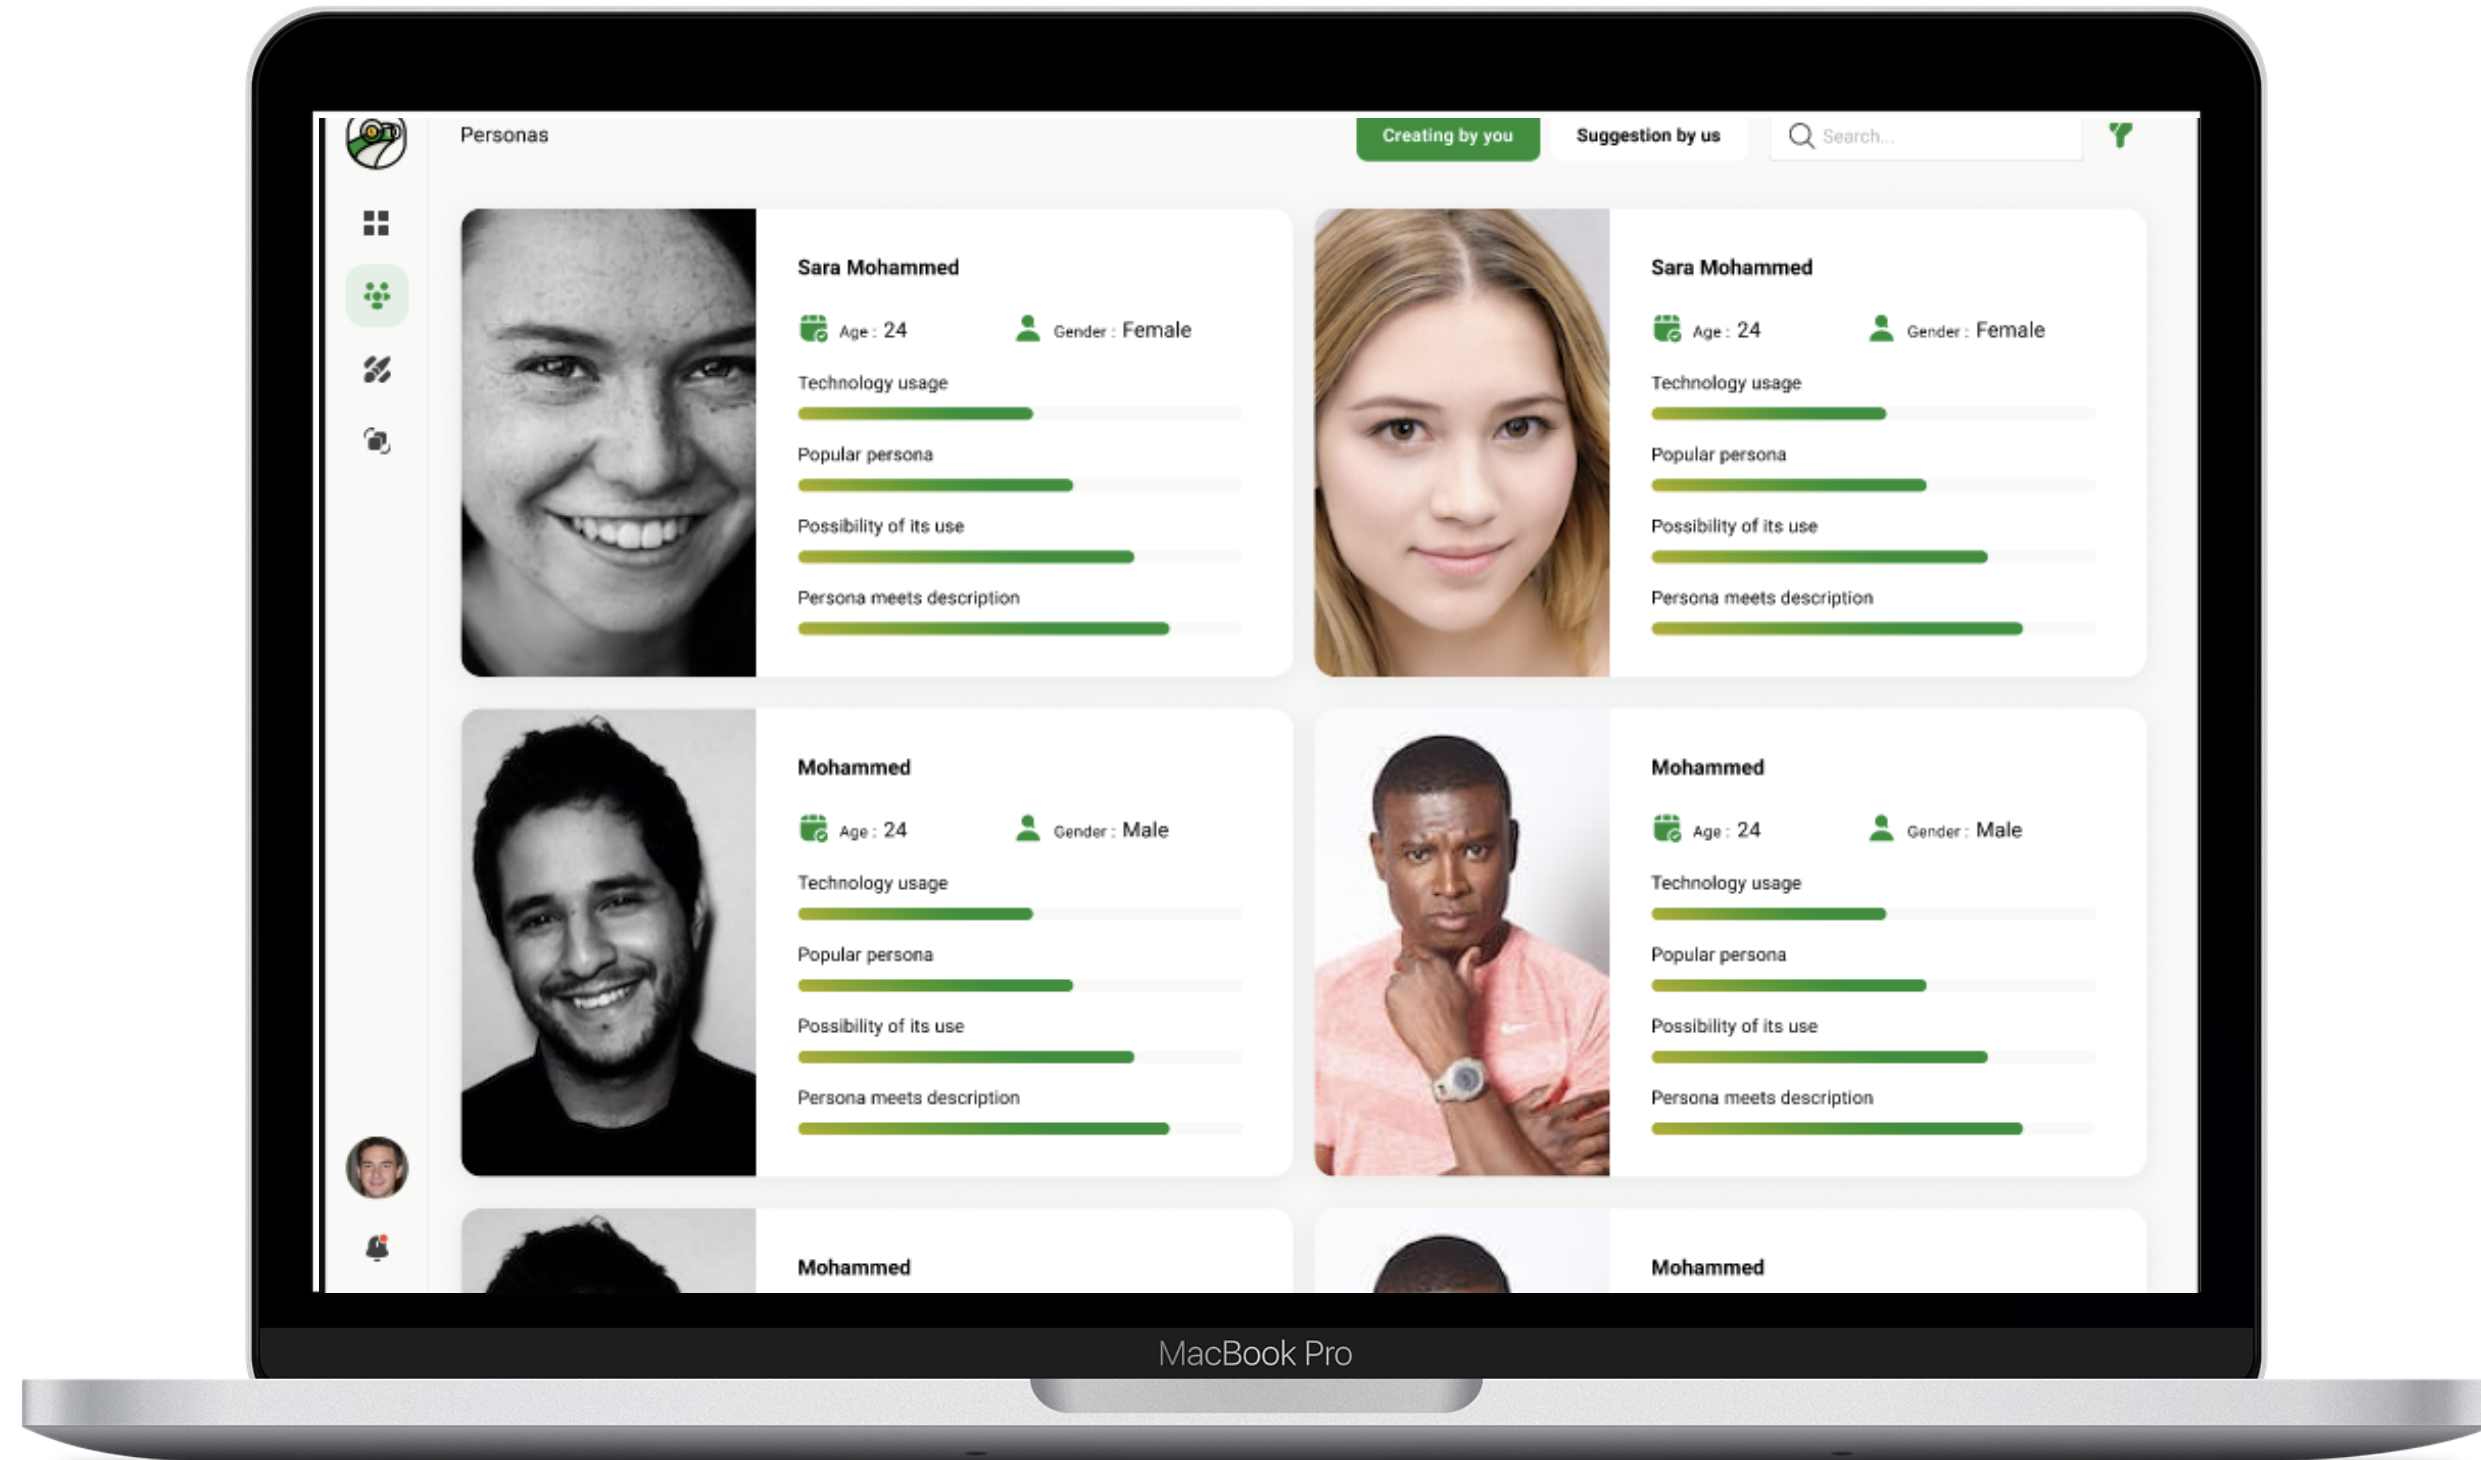 Personas
Creating by you
Suggestion by us
Search...
Sara Mohammed
Age : 24
Gender : Female
Technology usage
Popular persona
Possibility of its use
Persona meets description
Sara Mohammed
Age : 24
Gender : Female
Technology usage
Popular persona
Possibility of its use
Persona meets description
Mohammed
Age : 24
Gender : Male
Technology usage
Popular persona
Possibility of its use
Persona meets description
Mohammed
Age : 24
Gender : Male
Technology usage
Popular persona
Possibility of its use
Persona meets description
Mohammed
Mohammed
MacBook Pro